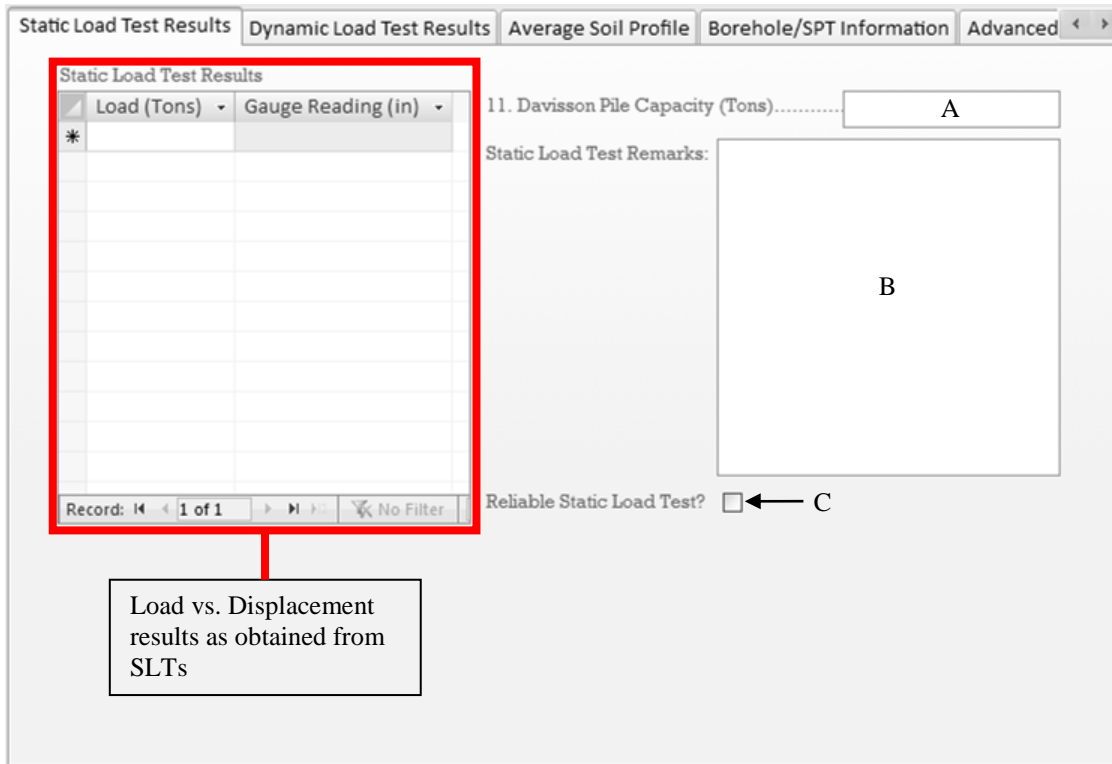 Static Load Test Results Dynamic Load Test Results Average Soil Profile Borehole/SPT Information Advanced
Static Load Test Results
Load (Tons) Gauge Reading (in)
11. Davisson Pile Capacity (Tons)............ A
Static Load Test Remarks:
B
Record: 1 of 1 No Filter
Reliable Static Load Test? C
Load vs. Displacement
results as obtained from
SLTs